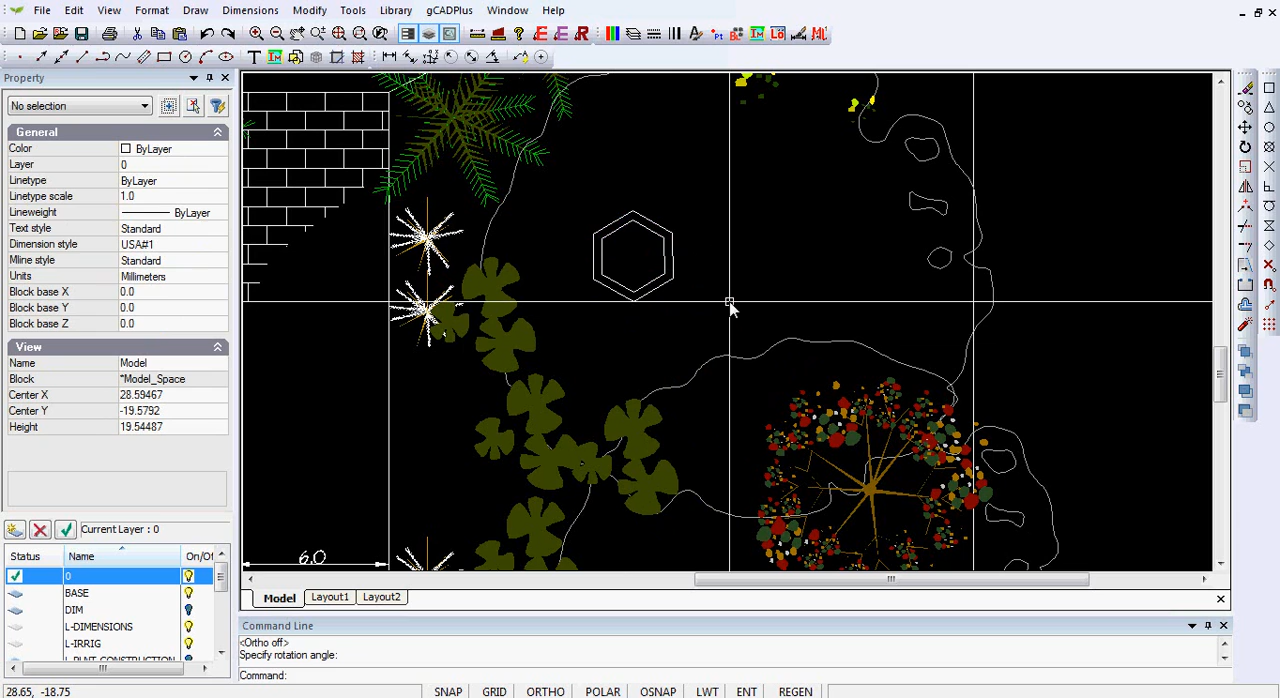 File Edit View Insert Format Draw Dimensions Modify Tools Library gCADPlus Window Help
Property
No selection
General
Color ByLayer
Layer 0
Linetype ByLayer
Linetype scale 1.0
Lineweight ByLayer
Text style Standard
Dimension style USA#1
Mline style Standard
Units Millimeters
Block base X 0.0
Block base Y 0.0
Block base Z 0.0
View
Name Model
Block *Model_Space
Center X 28.59467
Center Y -19.5792
Height 19.54487
Current Layer : 0
Status Name On/Of
0
BASE
DIM
L-DIMENSIONS
L-IRRIG
L-PLNT-CONSTRUCTION
6.0
Model Layout1 Layout2
Command Line
<Ortho off>
Specify rotation angle:
Command:
28.65, -18.75 SNAP GRID ORTHO POLAR OSNAP LWT ENT REGEN